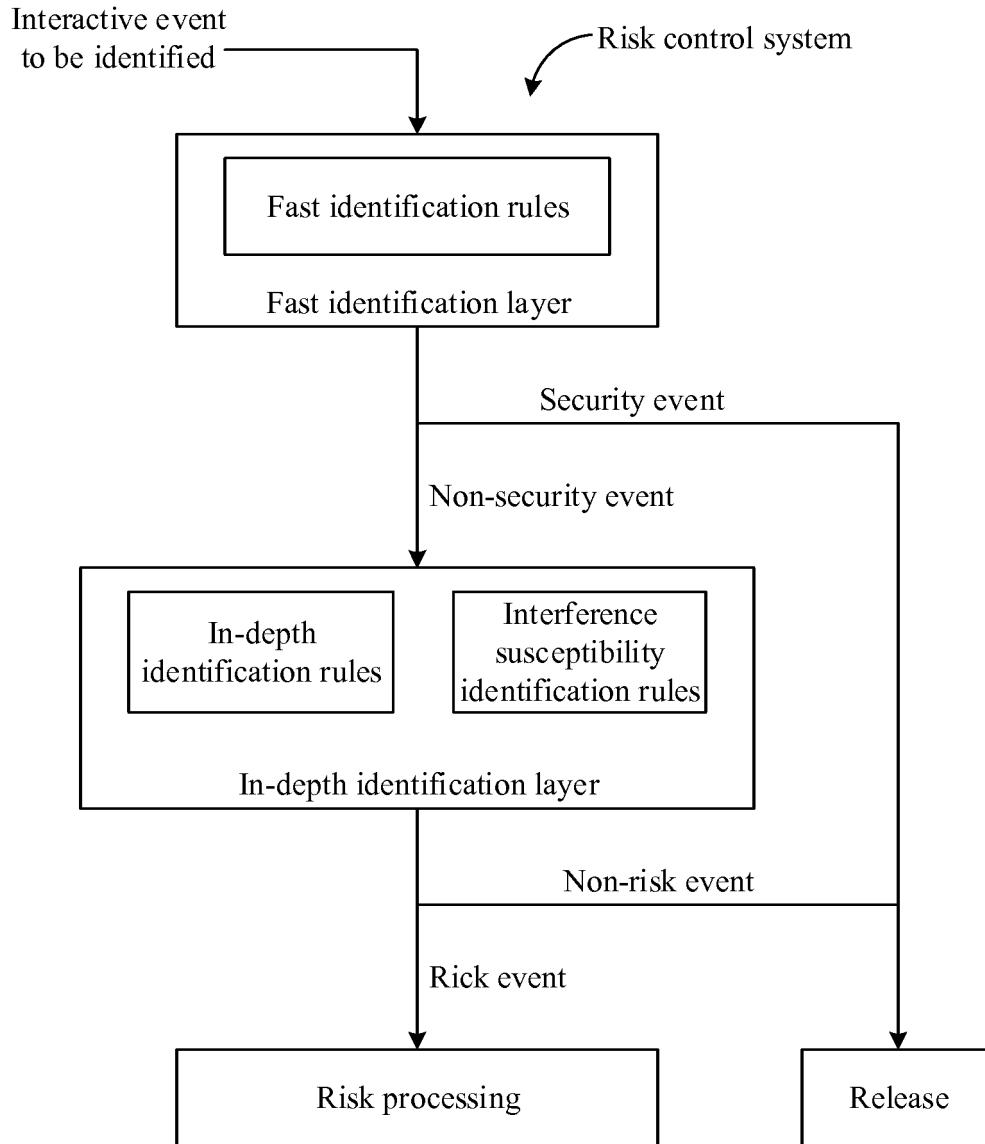 Interactive event
to be identified
Risk control system
Fast identification rules
Fast identification layer
Security event
Non-security event
In-depth
identification rules
Interference
susceptibility
identification rules
In-depth identification layer
Non-risk event
Rick event
Risk processing
Release